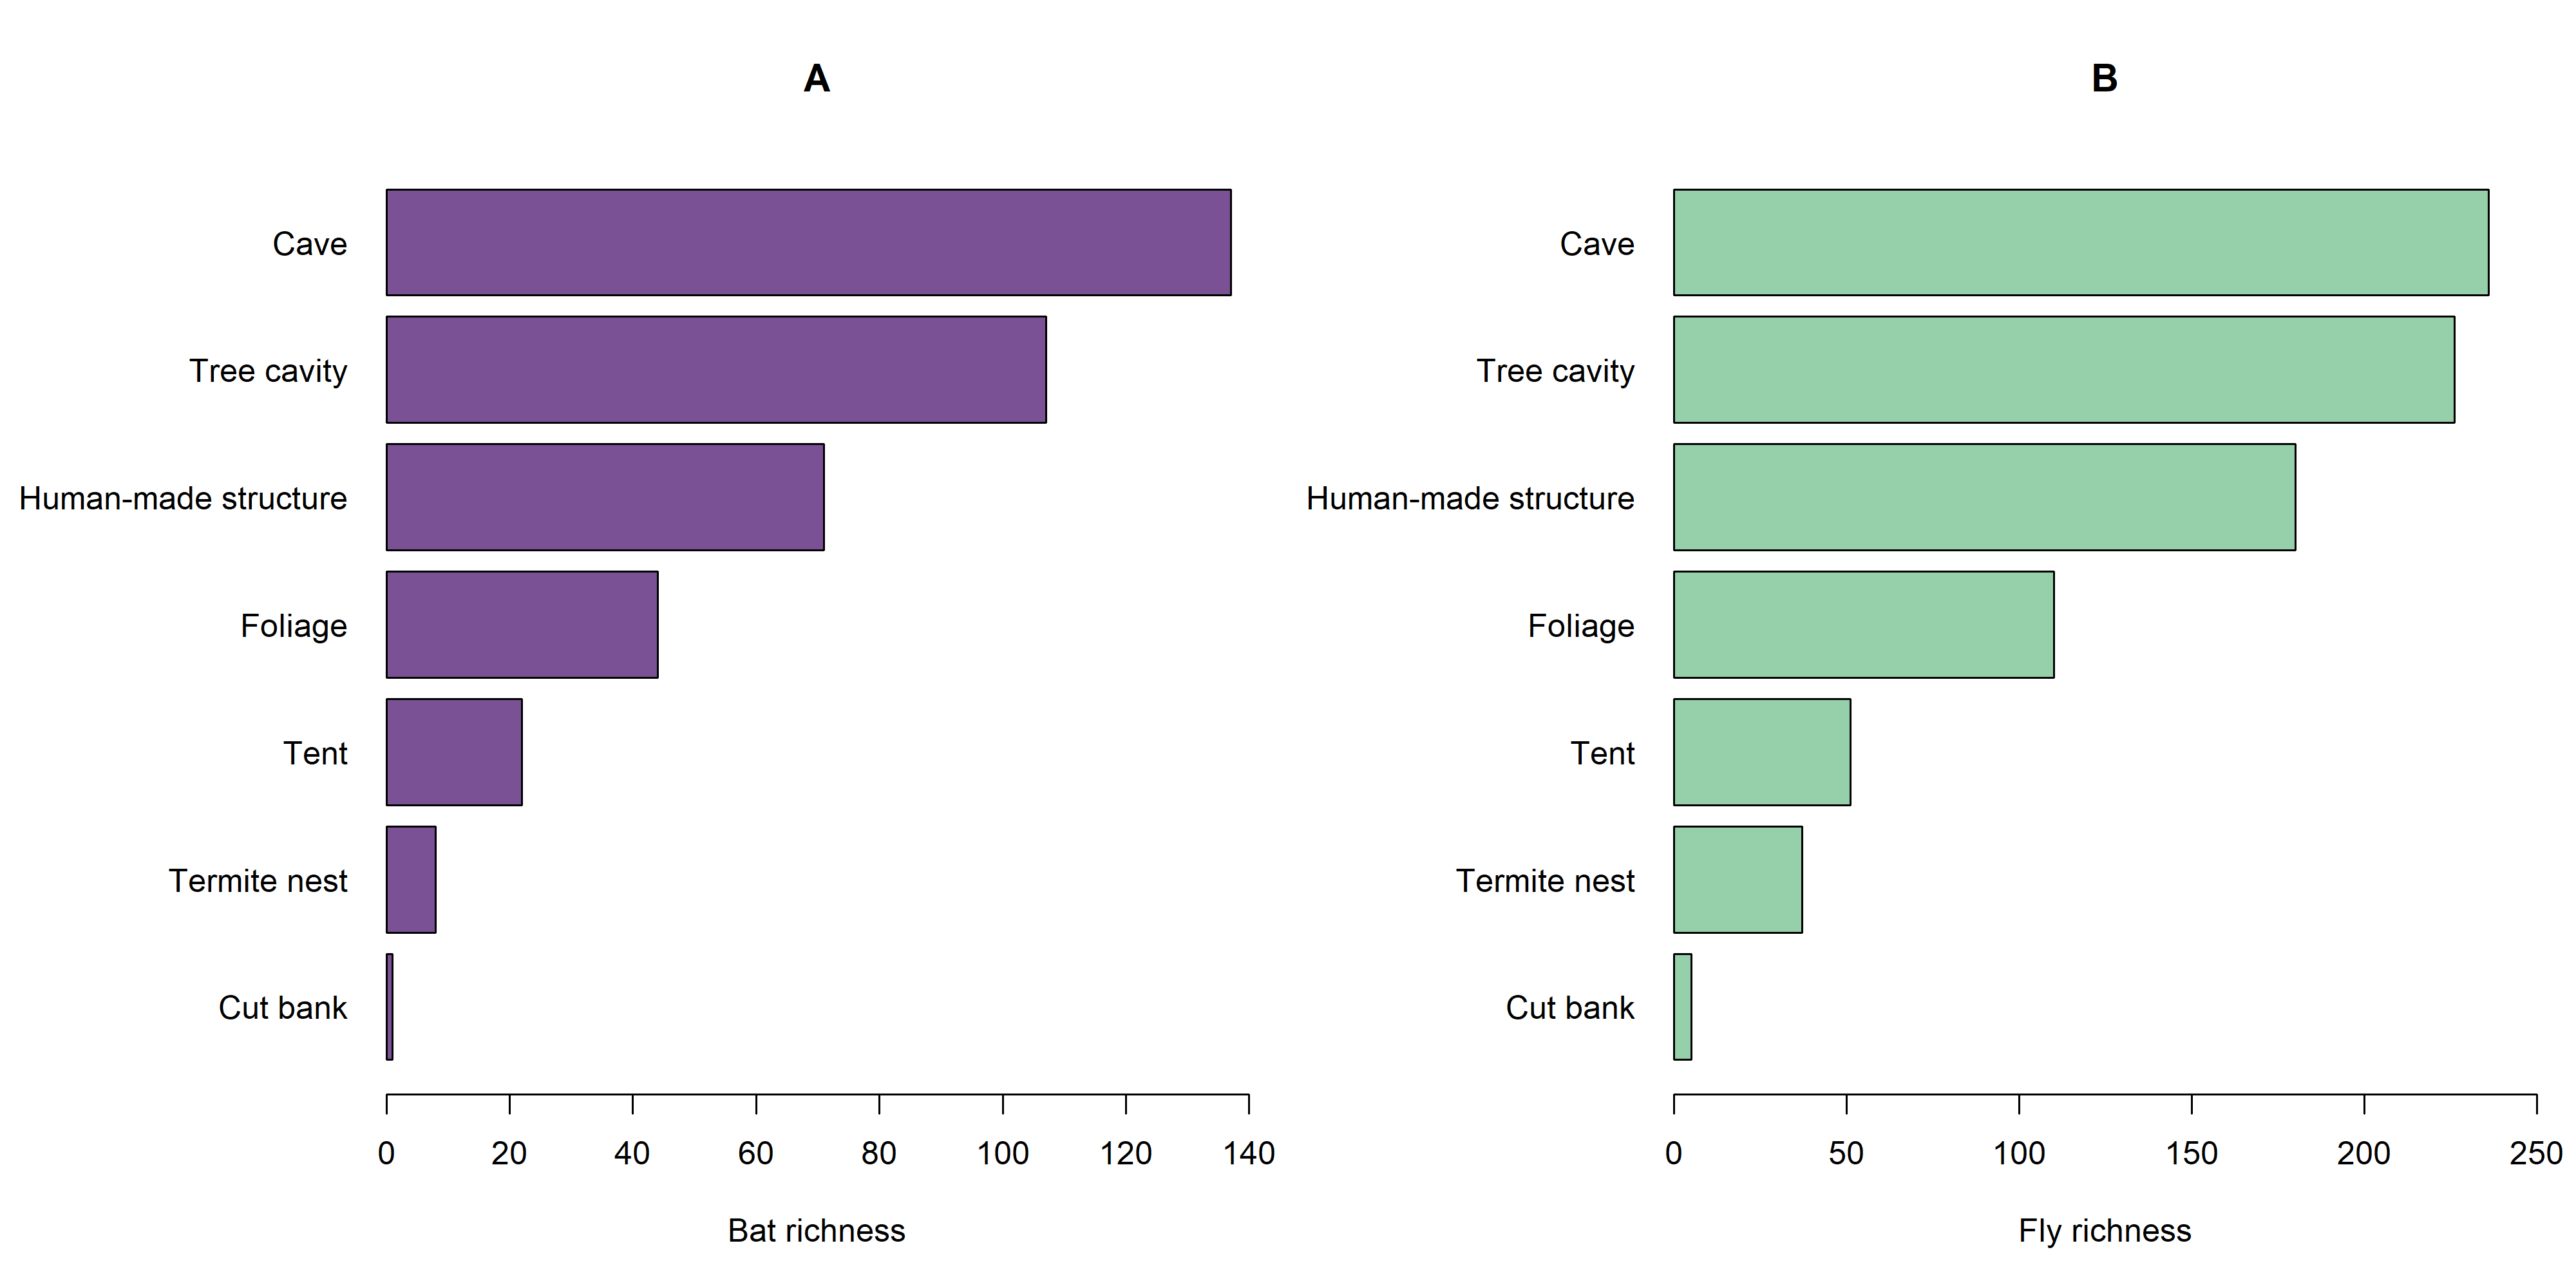 A
Cave
Tree cavity
Human-made structure
Foliage
Tent
Termite nest
Cut bank
0 20 40 60 80 100 120 140
Bat richness
B
Cave
Tree cavity
Human-made structure
Foliage
Tent
Termite nest
Cut bank
0 50 100 150 200 250
Fly richness